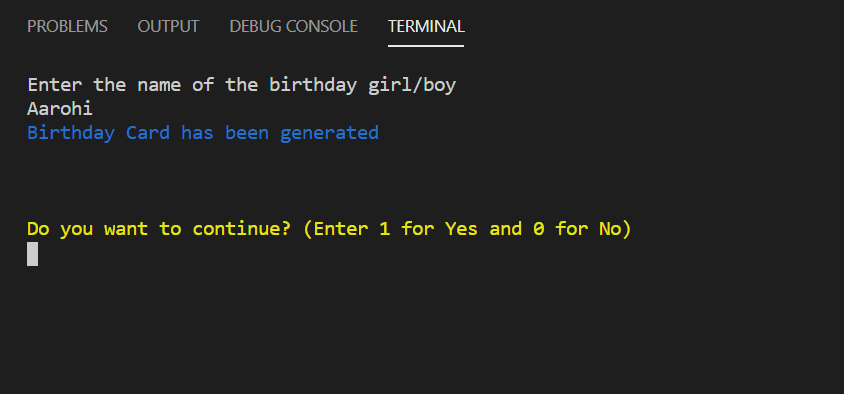 PROBLEMS OUTPUT DEBUG CONSOLE TERMINAL
Enter the name of the birthday girl/boy
Aarohi
Birthday Card has been generated
Do you want to continue? (Enter 1 for Yes and 0 for No)